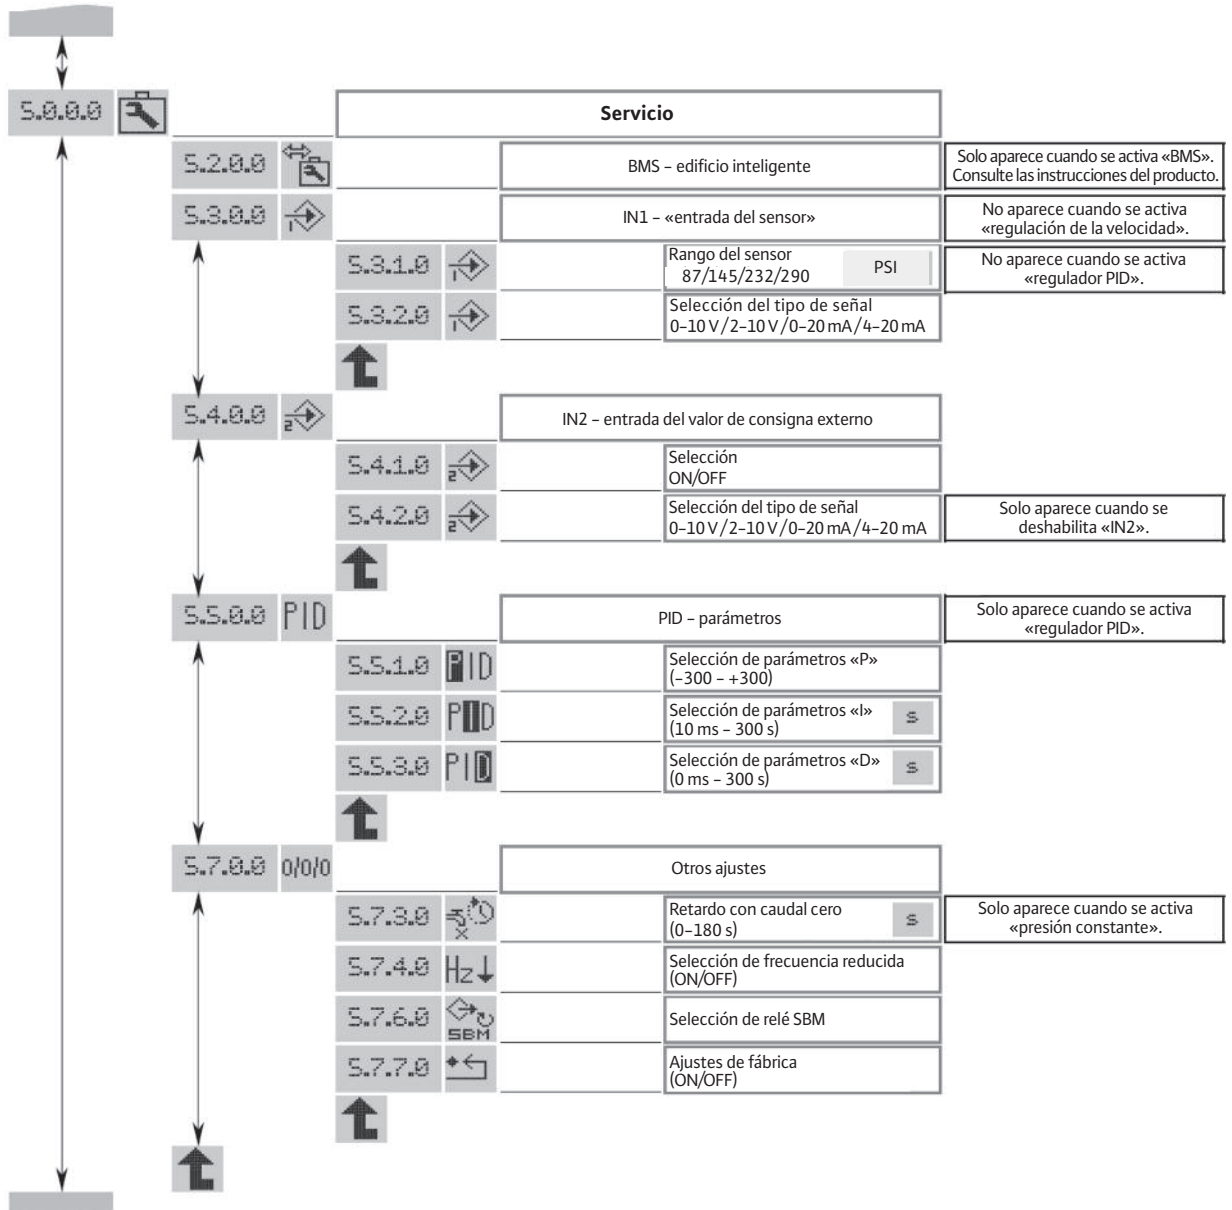 5.0.0.0
Servicio
5.2.0.0
BMS – edificio inteligente
Solo aparece cuando se activa «BMS».
Consulte las instrucciones del producto.
5.3.0.0
1
IN1 – «entrada del sensor»
No aparece cuando se activa
«regulación de la velocidad».
5.3.1.0
1
Rango del sensor
87/145/232/290
PSI
No aparece cuando se activa
«regulador PID».
5.3.2.0
1
Selección del tipo de señal
0–10 V/2–10 V/0–20 mA/4–20 mA
5.4.0.0
2
IN2 – entrada del valor de consigna externo
5.4.1.0
2
Selección
ON/OFF
5.4.2.0
2
Selección del tipo de señal
0–10 V/2–10 V/0–20 mA/4–20 mA
Solo aparece cuando se
deshabilita «IN2».
5.5.0.0
PID
PID – parámetros
Solo aparece cuando se activa
«regulador PID».
5.5.1.0
PID
Selección de parámetros «P»
(–300 – +300)
5.5.2.0
PID
Selección de parámetros «I»
(10 ms – 300 s)
s
5.5.3.0
PID
Selección de parámetros «D»
(0 ms – 300 s)
s
5.7.0.0
0/0/0
Otros ajustes
5.7.3.0
Retardo con caudal cero
(0–180 s)
s
Solo aparece cuando se activa
«presión constante».
5.7.4.0
Hz
Selección de frecuencia reducida
(ON/OFF)
5.7.6.0
SBM
Selección de relé SBM
5.7.7.0
Ajustes de fábrica
(ON/OFF)